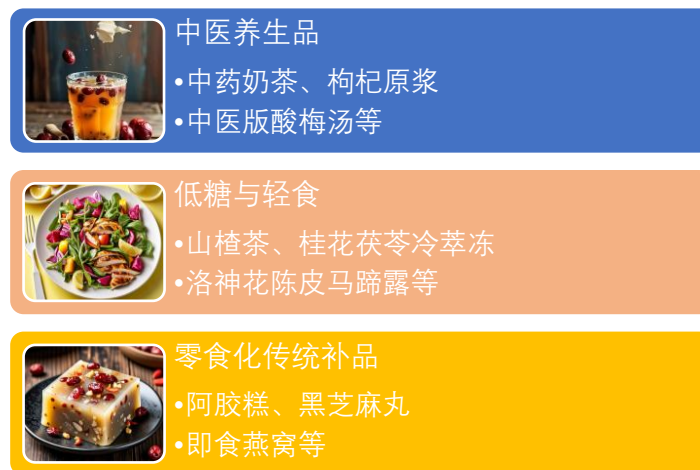 中医养生品
•中药奶茶、枸杞原浆
•中医版酸梅汤等
低糖与轻食
•山楂茶、桂花茯苓冷萃冻
•洛神花陈皮马蹄露等
零食化传统补品
•阿胶糕、黑芝麻丸
•即食燕窝等